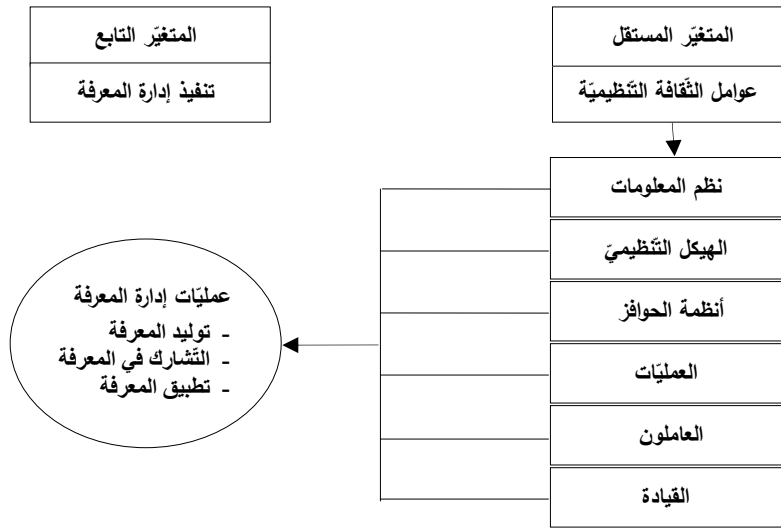 المتغيّر المستقل
عوامل الثّقافة التّنظيميّة
نظم المعلومات
الهيكل التّنظيميّ
أنظمة الحوافز
العمليّات
العاملون
القيادة
المتغيّر التابع
تنفيذ إدارة المعرفة
عمليّات إدارة المعرفة
- توليد المعرفة
- التّشارك في المعرفة
- تطبيق المعرفة